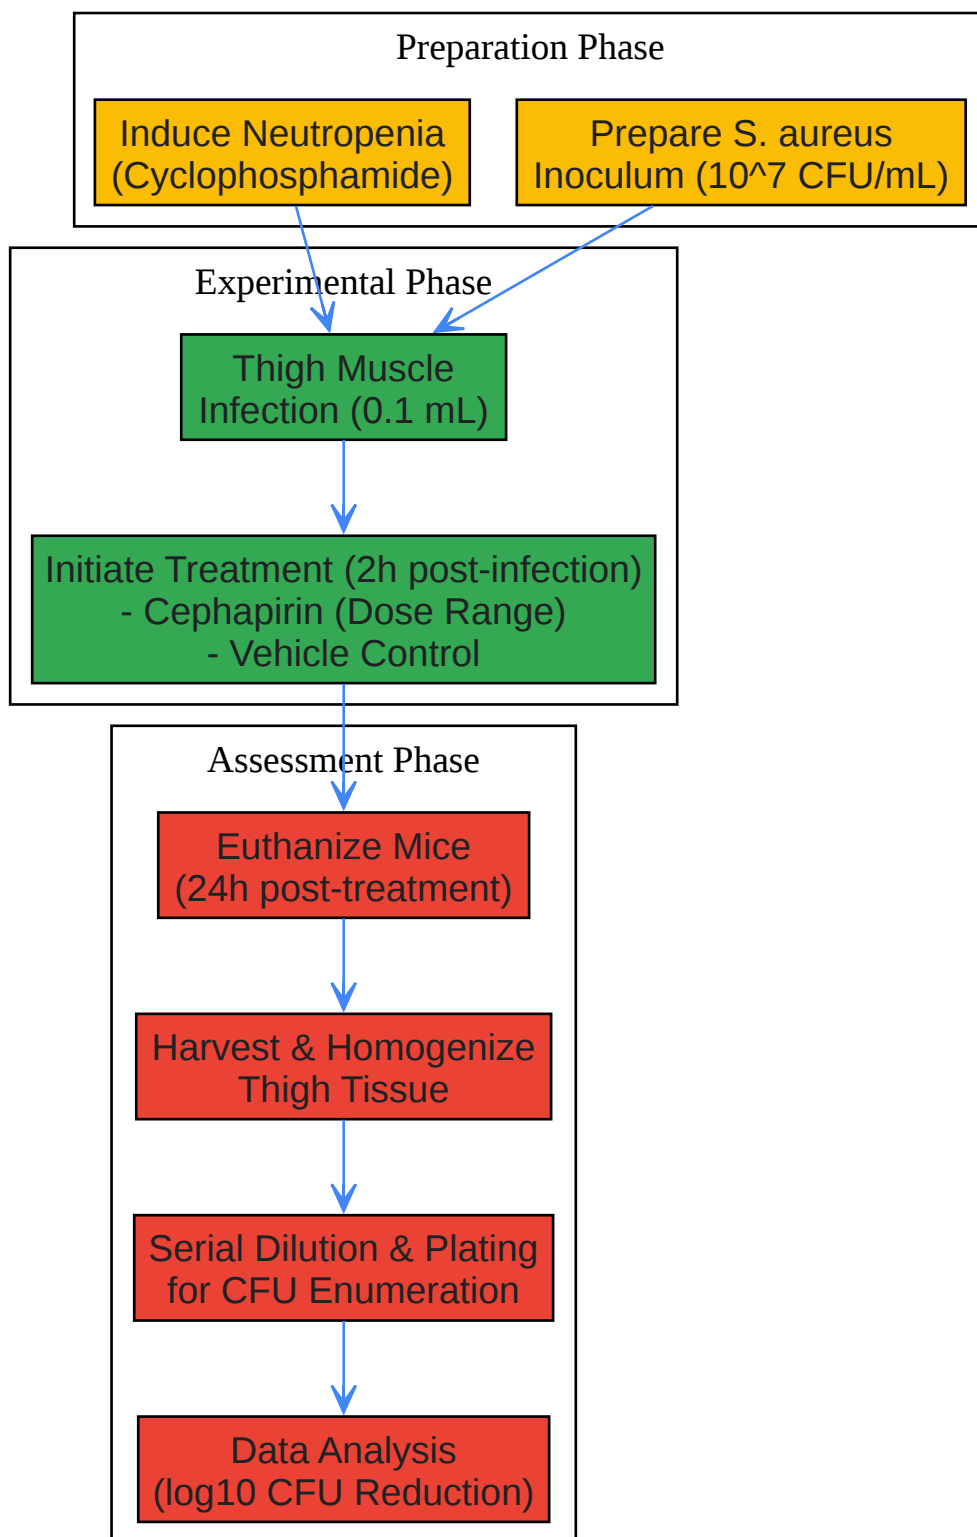 Preparation Phase
Induce Neutropenia
(Cyclophosphamide)
Prepare S. aureus
Inoculum (10^7 CFU/mL)
Experimental Phase
Thigh Muscle
Infection (0.1 mL)
Initiate Treatment (2h post-infection)
- Cephapirin (Dose Range)
- Vehicle Control
Assessment Phase
Euthanize Mice
(24h post-treatment)
Harvest & Homogenize
Thigh Tissue
Serial Dilution & Plating
for CFU Enumeration
Data Analysis
(log10 CFU Reduction)